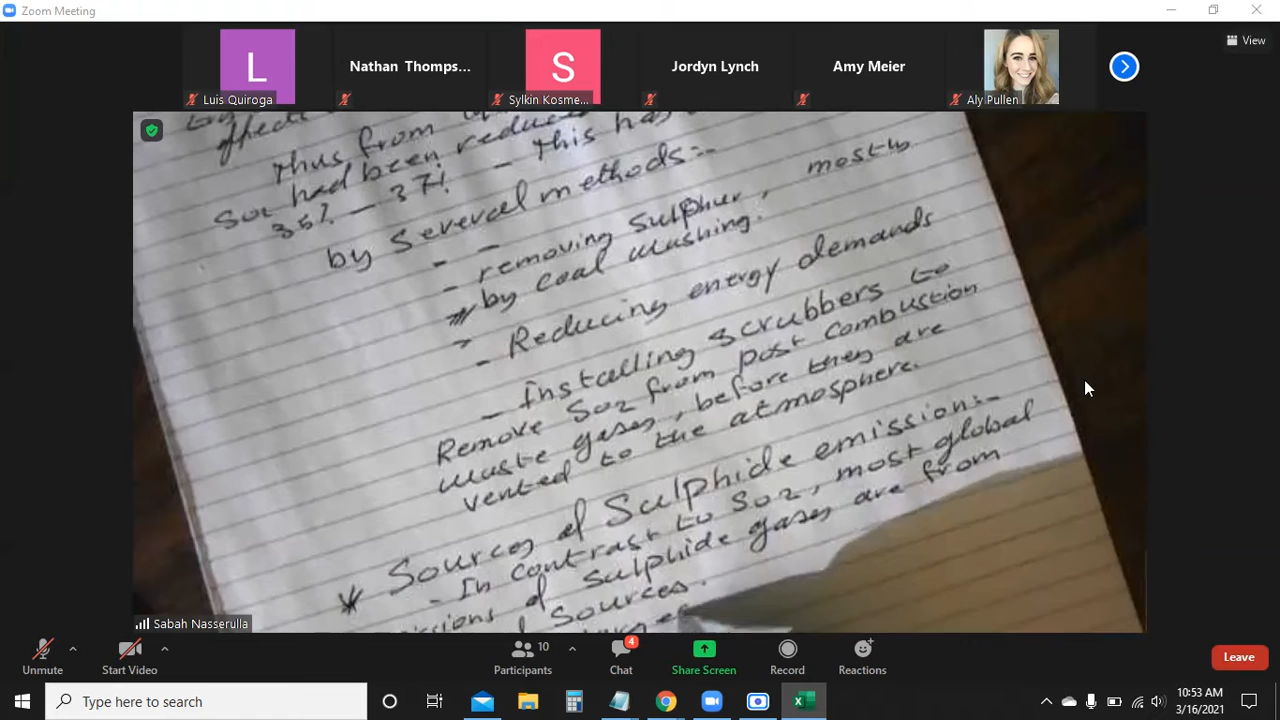 Zoom Meeting
View
L
Luis Quiroga
Nathan Thomps...
S
Sylkin Kosme...
Jordyn Lynch
Amy Meier
Aly Pullen
effects
Thus from
SO2 had been reduced
35% – 37% – This has
by several methods:-
- removing sulphur, mostly
by coal washing.
- Reducing energy demands
- Installing scrubbers to
Remove SO2 from post combustion
waste gases, before they are
vented to the atmosphere.
* Sources of Sulphide emission:-
- In contrast to SO2, most global
of sulphide gases are from
Sources.
Sabah Nasserulla
Unmute
Start Video
10
Participants
4
Chat
Share Screen
Record
Reactions
Leave
Type here to search
10:53 AM
3/16/2021